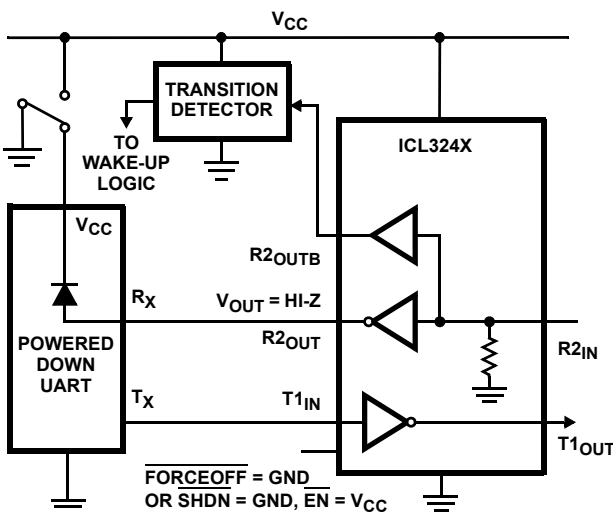 VCC
TRANSITION
DETECTOR
TO
WAKE-UP
LOGIC
ICL324X
VCC
R2OUTB
RX
VOUT = HI-Z
POWERED
DOWN
UART
R2OUT
R2IN
TX
T1IN
T1OUT
FORCEOFF = GND
OR SHDN = GND, EN = VCC